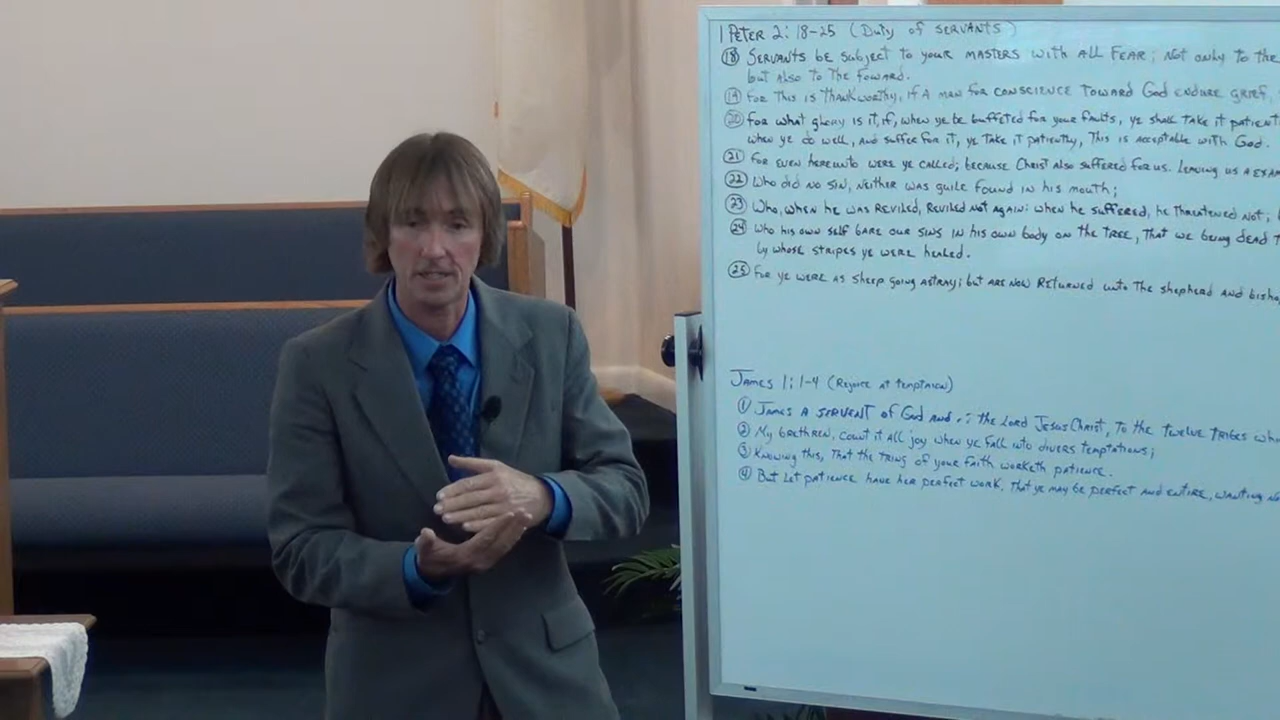 1 Peter 2:18-25 (Duty of servants)
18 Servants be subject to your masters with all fear; not only to the
but also to the foward.
19 For this is thankworthy, if a man for conscience toward God endure grief,
20 For what glory is it, if, when ye be buffeted for your faults, ye shall take it patient
when ye do well, and suffer for it, ye take it patiently, this is acceptable with God.
21 For even hereunto were ye called; because Christ also suffered for us. Leaving us a exam
22 Who did no sin, neither was guile found in his mouth;
23 Who, when he was reviled, reviled not again: when he suffered, he threatened not;
24 Who his own self bare our sins in his own body on the tree, that we being dead
by whose stripes ye were healed.
25 For ye were as sheep going astray; but are now returned unto the shepherd and bisho
James 1:1-4 (Rejoice at temptation)
1 James a servent of God and the Lord Jesus Christ, to the twelve tribes
2 My brethren, count it all joy when ye fall into divers temptations;
3 Knowing this, that the tring of your faith worketh patience.
4 But let patience have her perfect work, that ye may be perfect and entire, wanting